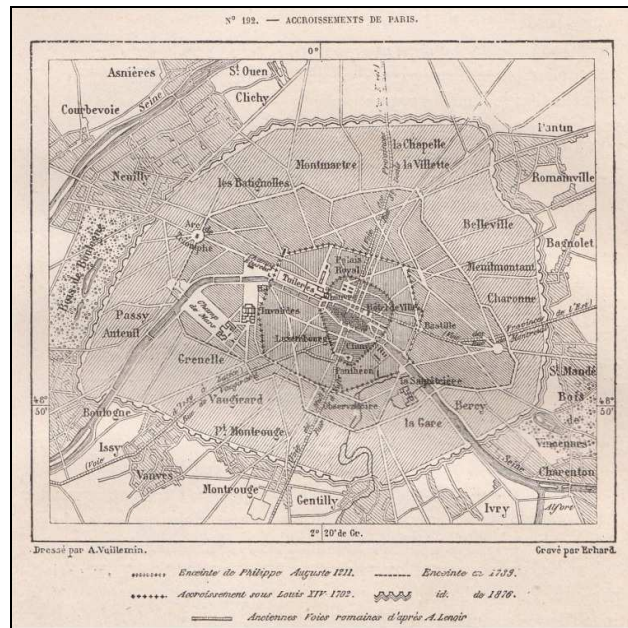 N° 192. — ACCROISSEMENTS DE PARIS.
0°
Asnières
St Ouen
Clichy
Seine
Courbevoie
Pantin
la Chapelle
la Villette
Montmartre
Romainville
Neuilly
les Batignolles
Belleville
Arc de
Triomphe
Bagnolet
Palais
Royal
Ménilmontant
Bois de Boulogne
Tuileries
Louvre
Charonne
Hôtel de Ville
Champ
de Mars
Invalides
Bastille
Passy
Auteuil
Luxembourg
Cluny
Panthéon
St Mandé
Grenelle
la Salpêtrière
Bois
de
Vincennes
48°
50'
48°
50'
Boulogne
Vaugirard
Observatoire
Bercy
la Gare
Pt Montrouge
Issy
Seine
Charenton
Vanves
Montrouge
Gentilly
Ivry
Alfort
2° 20' de Gr.
Dressé par A. Vuillemin.
Gravé par Erhard.
Enceinte de Philippe Auguste 1211.
Enceinte en 1789.
Accroissement sous Louis XIV 1702.
id. de 1876.
Anciennes Voies romaines d'après A. Lenoir